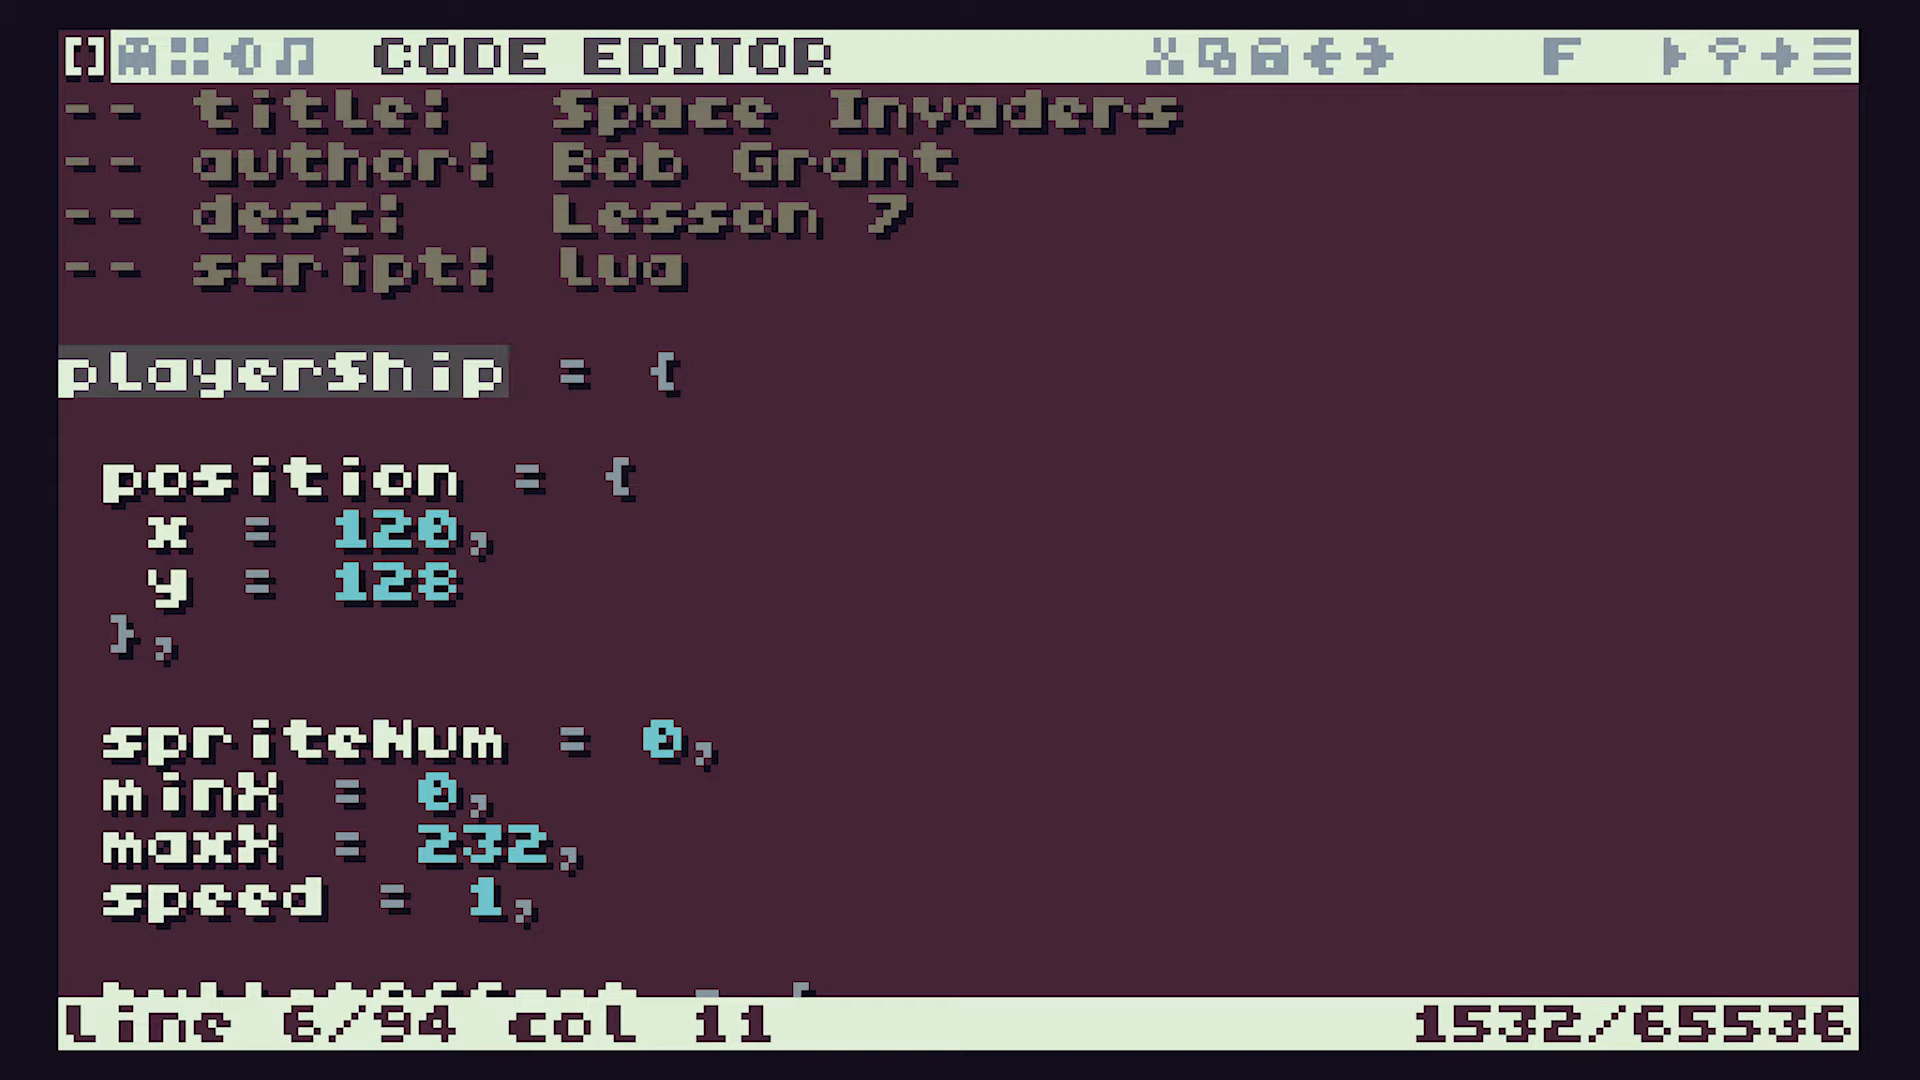 CODE EDITOR F
-- title: Space Invaders
-- author: Bob Grant
-- desc: Lesson 7
-- script: lua
playerShip = {
position = {
x = 120,
y = 128
},
spriteNum = 0,
minX = 0,
maxX = 232,
speed = 1,
line 6/94 col 11 1532/65536